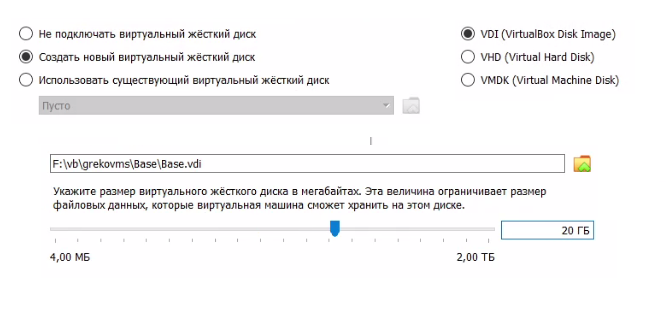 Не подключать виртуальный жёсткий диск
VDI (VirtualBox Disk Image)
Создать новый виртуальный жёсткий диск
VHD (Virtual Hard Disk)
Использовать существующий виртуальный жёсткий диск
VMDK (Virtual Machine Disk)
Пусто
F:\vb\grekovms\Base\Base.vdi
Укажите размер виртуального жёсткого диска в мегабайтах. Эта величина ограничивает размер
файловых данных, которые виртуальная машина сможет хранить на этом диске.
20 ГБ
4,00 МБ
2,00 ТБ